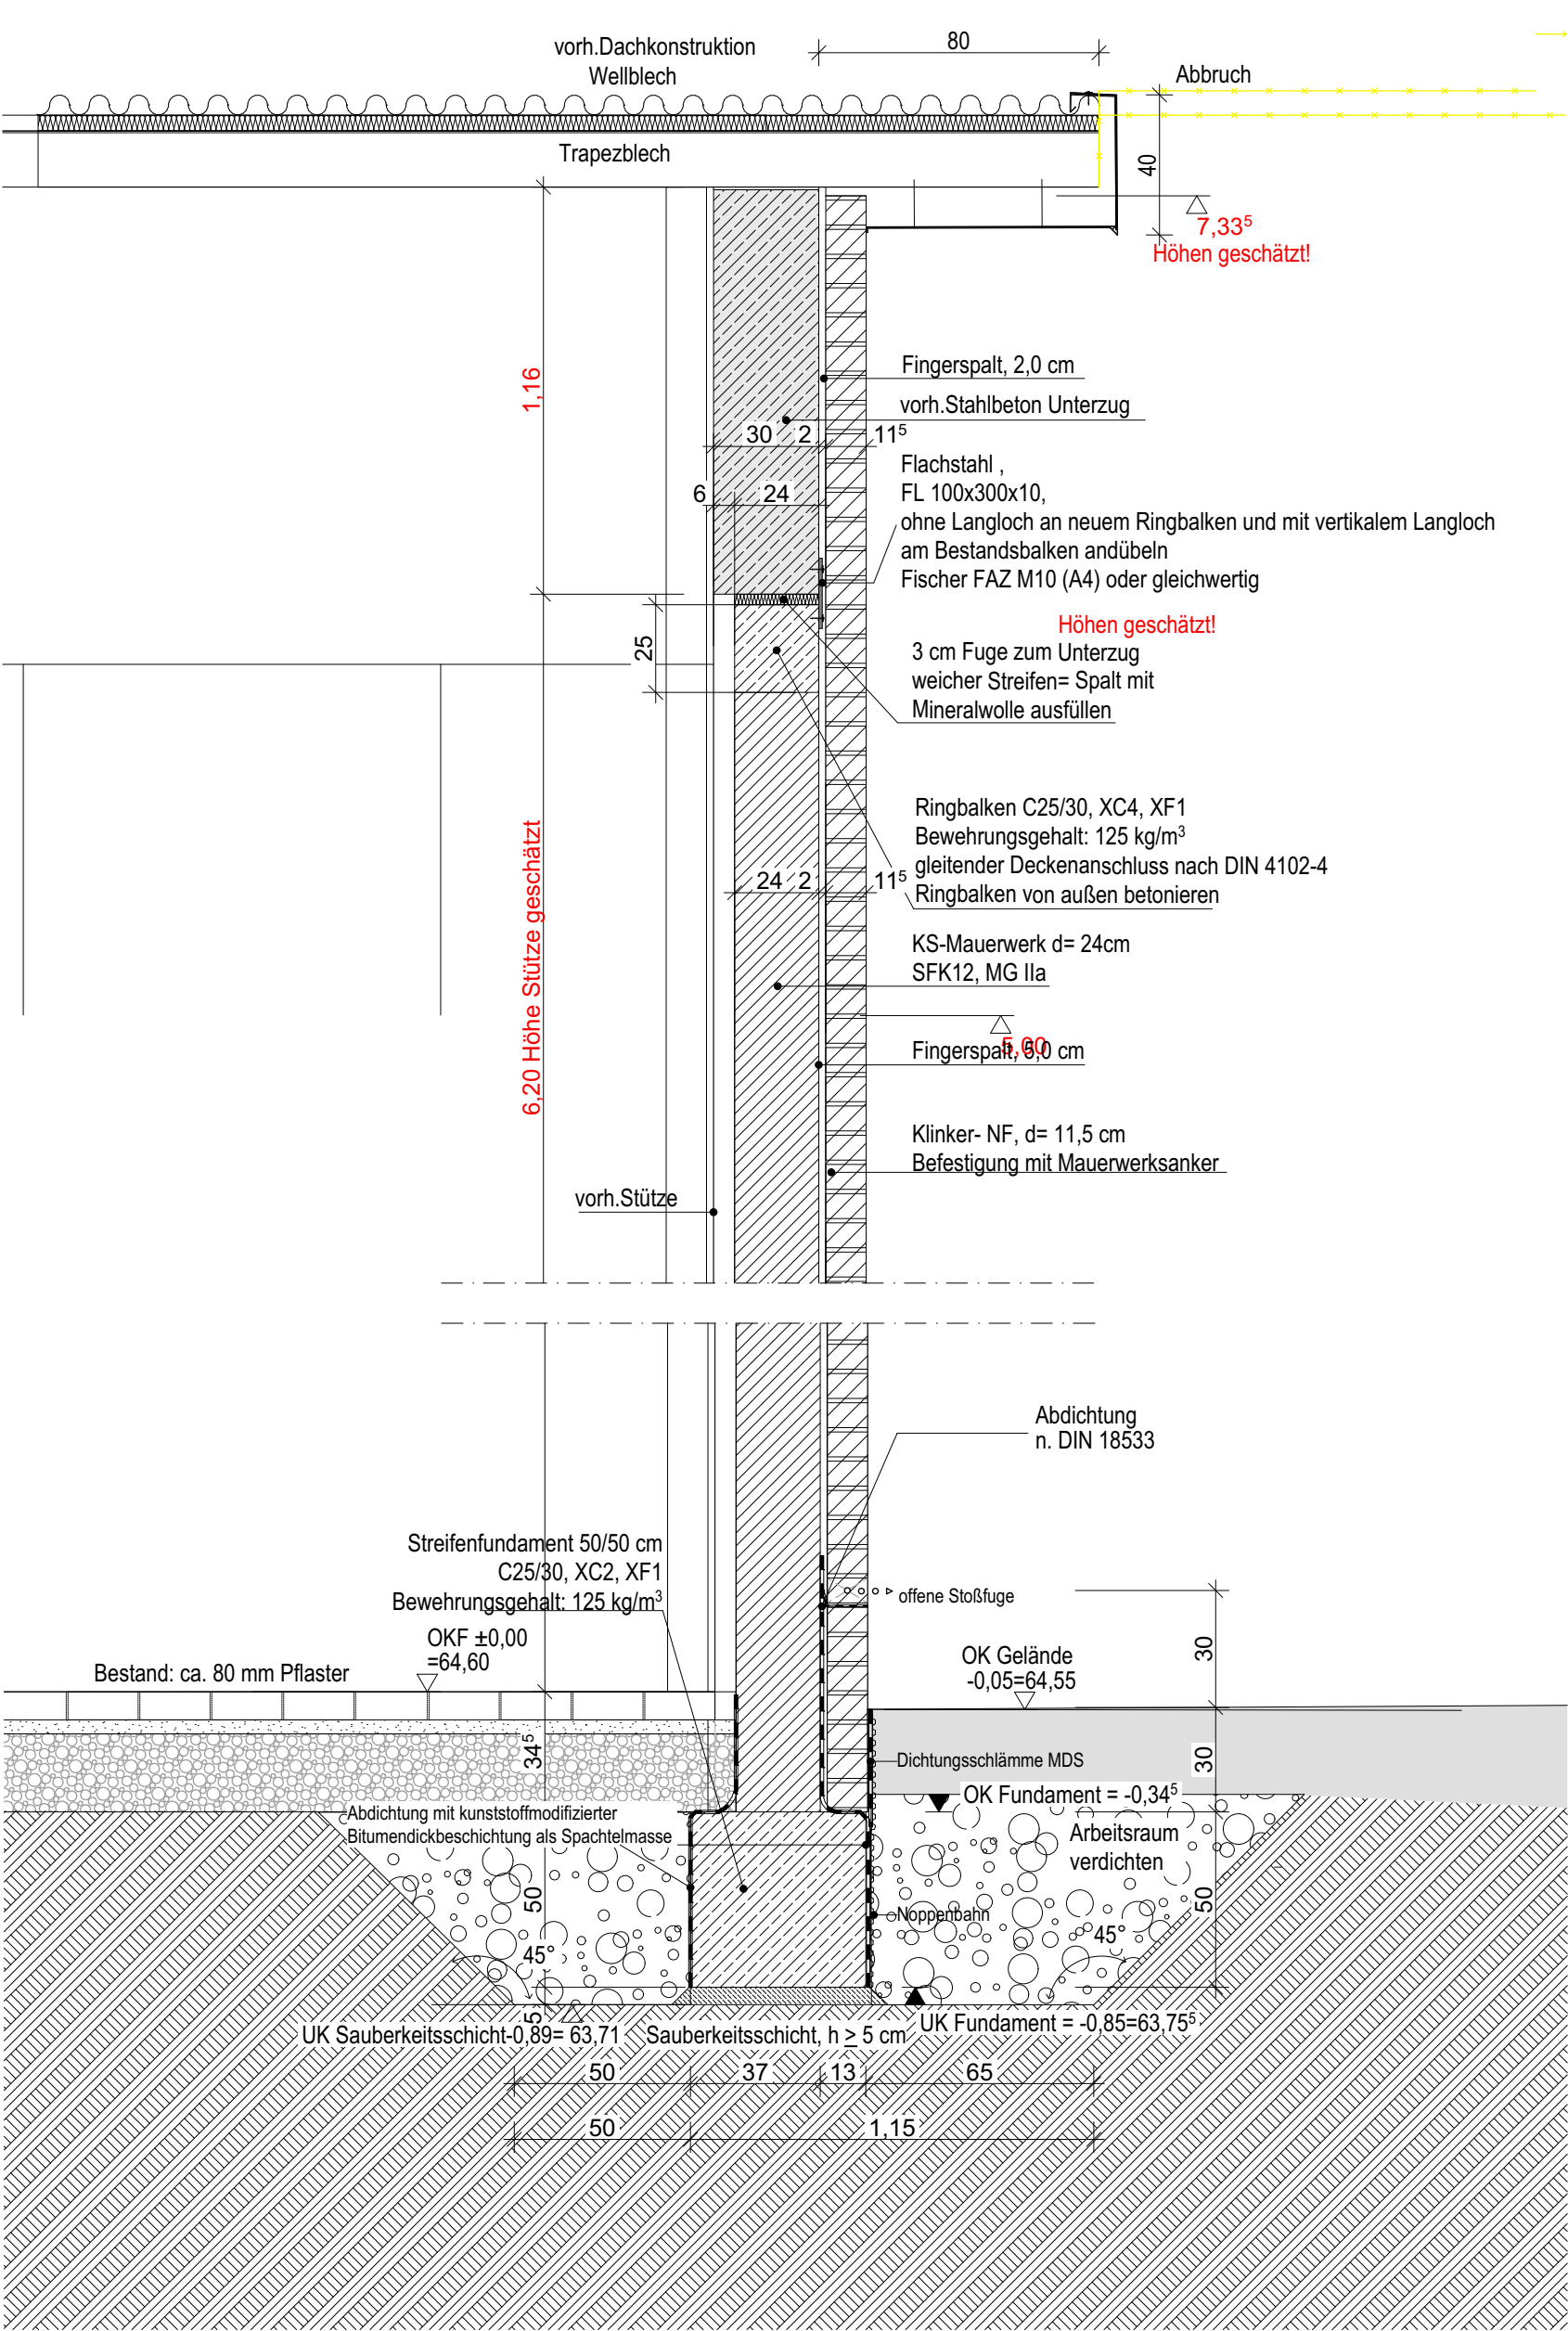 vorh.Dachkonstruktion
Wellblech
80
Abbruch
Trapezblech
40
7,33⁵
Höhen geschätzt!
1,16
Fingerspalt, 2,0 cm
vorh.Stahlbeton Unterzug
30 2 11⁵
6 24
Flachstahl ,
FL 100x300x10,
ohne Langloch an neuem Ringbalken und mit vertikalem Langloch
am Bestandsbalken andübeln
Fischer FAZ M10 (A4) oder gleichwertig
Höhen geschätzt!
25
3 cm Fuge zum Unterzug
weicher Streifen= Spalt mit
Mineralwolle ausfüllen
Ringbalken C25/30, XC4, XF1
Bewehrungsgehalt: 125 kg/m³
gleitender Deckenanschluss nach DIN 4102-4
Ringbalken von außen betonieren
24 2 11⁵
6,20 Höhe Stütze geschätzt
KS-Mauerwerk d= 24cm
SFK12, MG IIa
5,00
Fingerspalt, 5,0 cm
Klinker- NF, d= 11,5 cm
Befestigung mit Mauerwerksanker
vorh.Stütze
Abdichtung
n. DIN 18533
Streifenfundament 50/50 cm
C25/30, XC2, XF1
Bewehrungsgehalt: 125 kg/m³
offene Stoßfuge
30
OKF ±0,00
=64,60
Bestand: ca. 80 mm Pflaster
OK Gelände
-0,05=64,55
34⁵
Dichtungsschlämme MDS
30
OK Fundament = -0,34⁵
Abdichtung mit kunststoffmodifizierter
Bitumendickbeschichtung als Spachtelmasse
Arbeitsraum
verdichten
50
50
Noppenbahn
45°
45°
5
UK Sauberkeitsschicht-0,89= 63,71
Sauberkeitsschicht, h ≥ 5 cm
UK Fundament = -0,85=63,75⁵
50 37 13 65
50 1,15